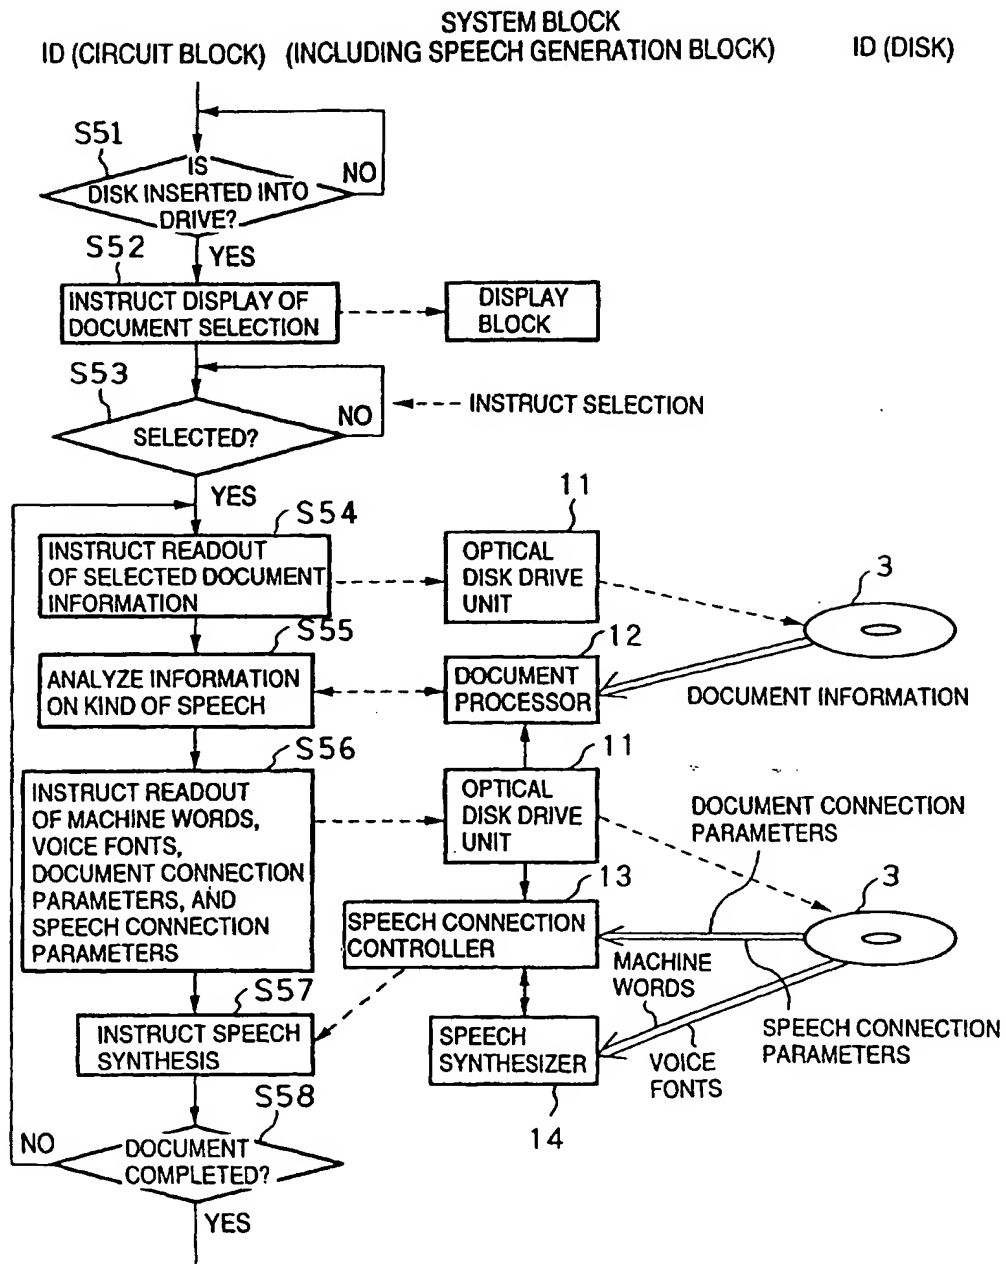 SYSTEM BLOCK
ID (CIRCUIT BLOCK) (INCLUDING SPEECH GENERATION BLOCK) ID (DISK)
S51
IS
DISK INSERTED INTO
DRIVE?
NO
YES
S52
INSTRUCT DISPLAY OF
DOCUMENT SELECTION
DISPLAY
BLOCK
S53
SELECTED?
NO
INSTRUCT SELECTION
YES
S54
INSTRUCT READOUT
OF SELECTED DOCUMENT
INFORMATION
11
OPTICAL
DISK DRIVE
UNIT
3
S55
ANALYZE INFORMATION
ON KIND OF SPEECH
12
DOCUMENT
PROCESSOR
DOCUMENT INFORMATION
S56
INSTRUCT READOUT
OF MACHINE WORDS,
VOICE FONTS,
DOCUMENT CONNECTION
PARAMETERS, AND
SPEECH CONNECTION
PARAMETERS
11
OPTICAL
DISK DRIVE
UNIT
DOCUMENT CONNECTION
PARAMETERS
13
SPEECH CONNECTION
CONTROLLER
3
MACHINE
WORDS
SPEECH CONNECTION
PARAMETERS
VOICE
FONTS
S57
INSTRUCT SPEECH
SYNTHESIS
SPEECH
SYNTHESIZER
14
S58
DOCUMENT
COMPLETED?
NO
YES